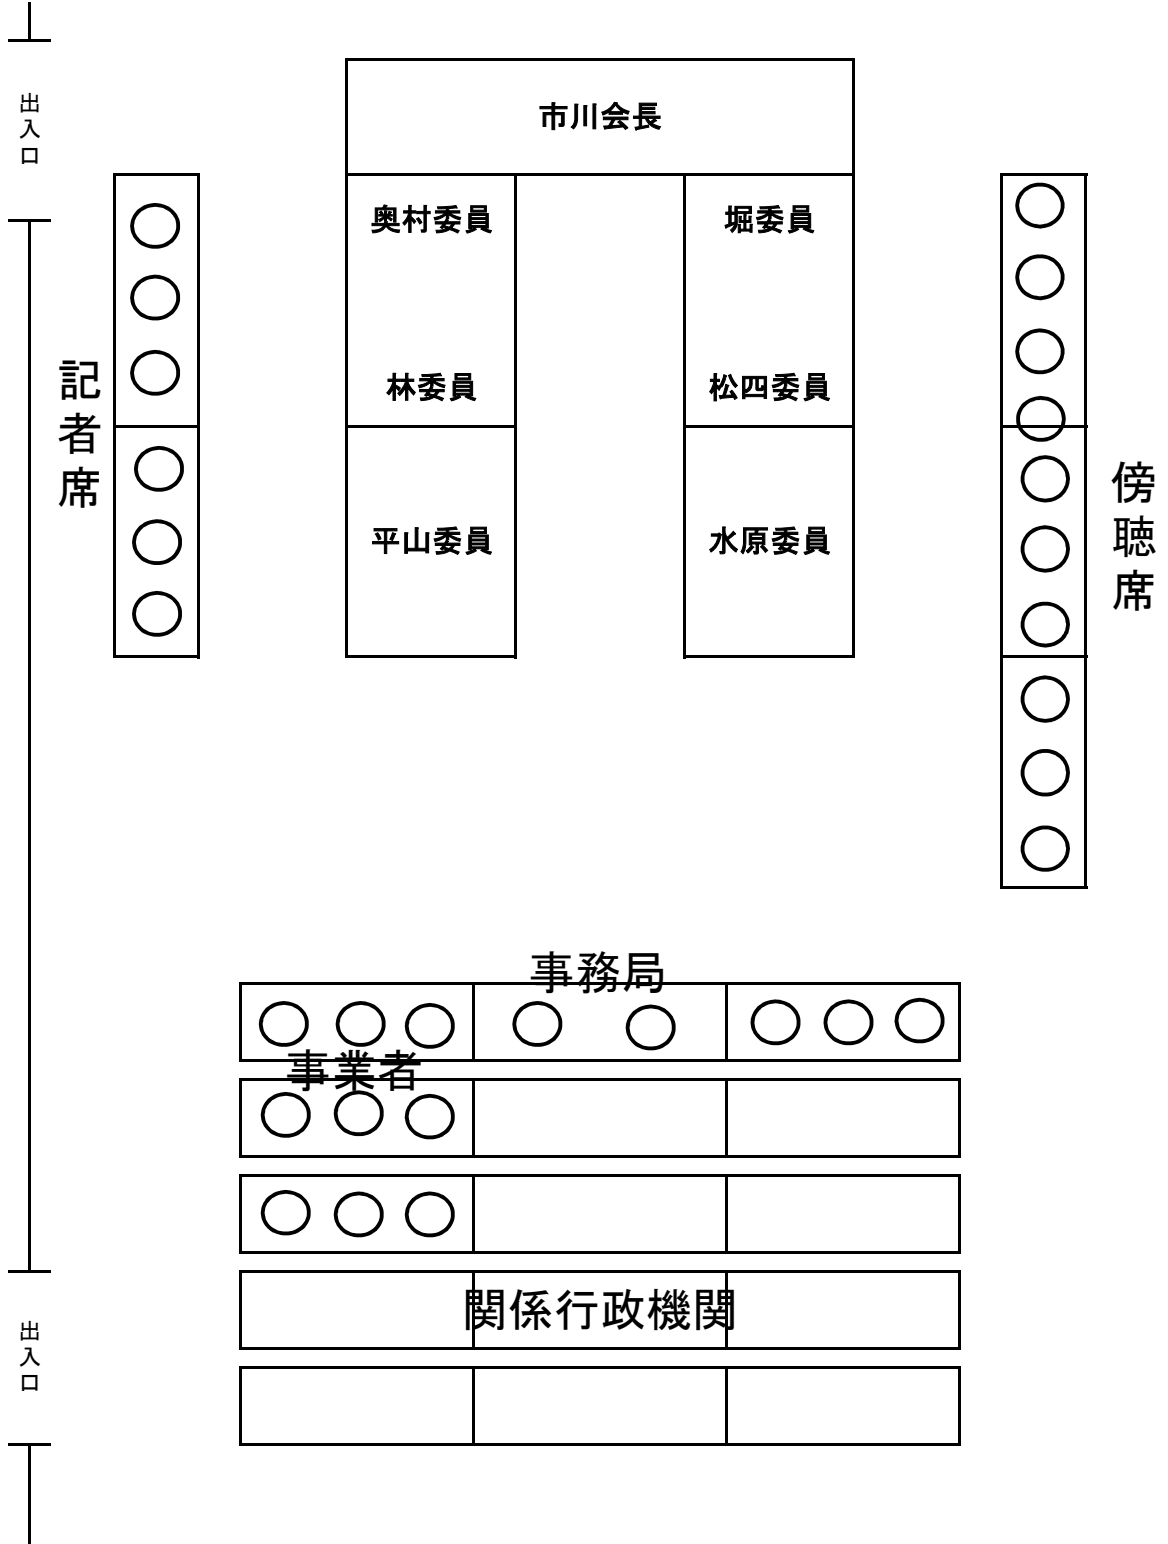 出入口
市川会長
奥村委員
堀委員
林委員
松四委員
記者席
傍聴席
平山委員
水原委員
事務局
事業者
関係行政機関
出入口